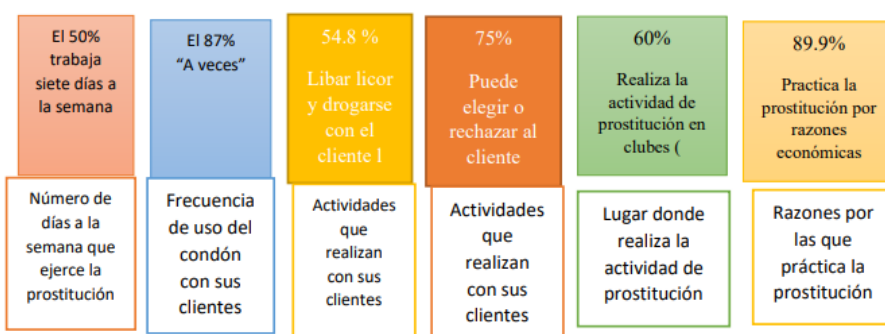 El 50%
trabaja
siete días a
la semana
Número de
días a la
semana que
ejerce la
prostitución
El 87%
“A veces”
Frecuencia
de uso del
condón
con sus
clientes
54.8 %
Libar licor
y drogarse
con el
cliente l
Actividades
que
realizan
con sus
clientes
75%
Puede
elegir o
rechazar al
cliente
Actividades
que
realizan
con sus
clientes
60%
Realiza la
actividad de
prostitución en
clubes (
Lugar donde
realiza la
actividad de
prostitución
89.9%
Practica la
prostitución por
razones
económicas
Razones por
las que
práctica la
prostitución